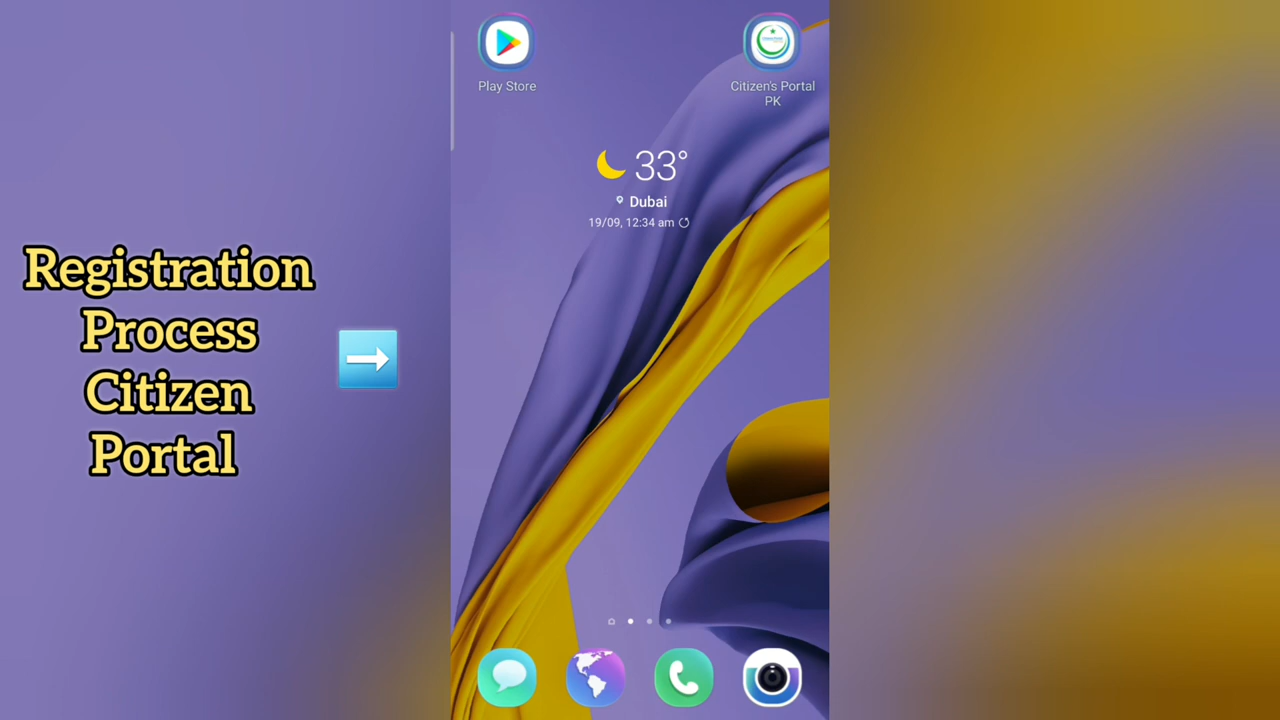 Registration
Process
Citizen
Portal
Play Store
Citizen's Portal
PK
33°
Dubai
19/09, 12:34 am